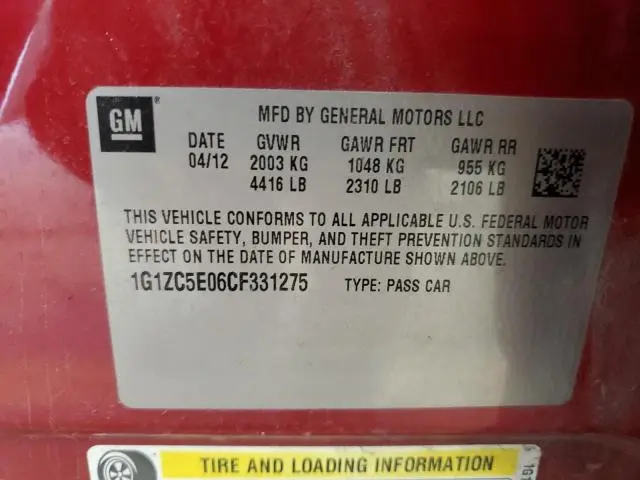 GM ®
MFD BY GENERAL MOTORS LLC
DATE GVWR GAWR FRT GAWR RR
04/12 2003 KG 1048 KG 955 KG
4416 LB 2310 LB 2106 LB
THIS VEHICLE CONFORMS TO ALL APPLICABLE U.S. FEDERAL MOTOR
VEHICLE SAFETY, BUMPER, AND THEFT PREVENTION STANDARDS IN
EFFECT ON THE DATE OF MANUFACTURE SHOWN ABOVE.
1G1ZC5E06CF331275 TYPE: PASS CAR
TIRE AND LOADING INFORMATION